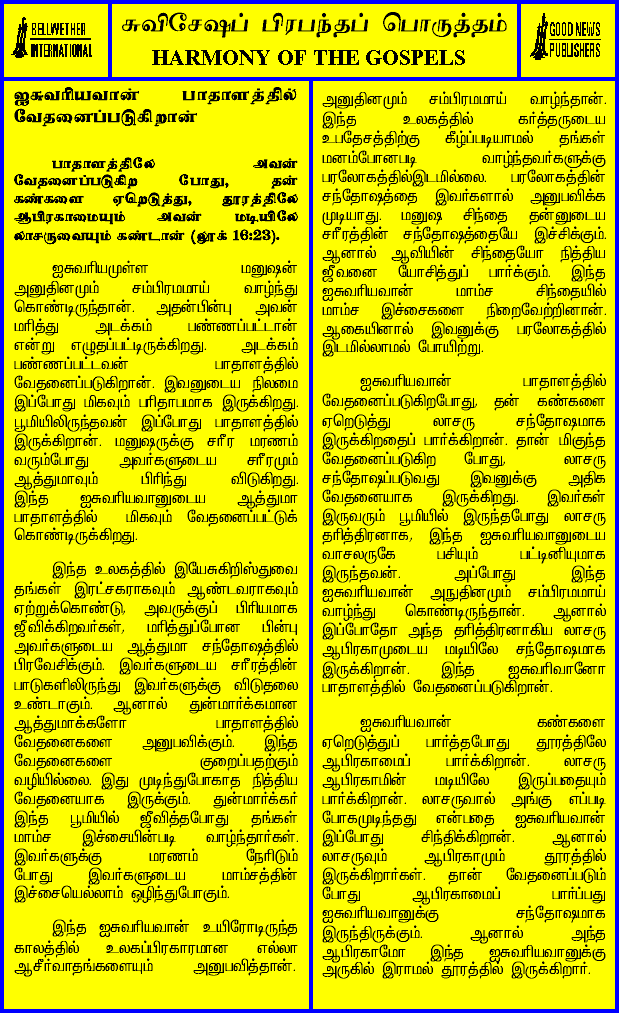 BELLWETHER
INTERNATIONAL
சுவிசேஷப் பிரபந்தப் பொருத்தம்
HARMONY OF THE GOSPELS
GOOD NEWS
PUBLISHERS
ஐசுவரியவான் பாதாளத்தில்
வேதனைப்படுகிறான்
பாதாளத்திலே அவன்
வேதனைப்படுகிற போது, தன்
கண்களை ஏறெடுத்து, தூரத்திலே
ஆபிரகாமையும் அவன் மடியிலே
லாசருவையும் கண்டான் (லூக் 16:23).
ஐசுவரியமுள்ள மனுஷன்
அனுதினமும் சம்பிரமமாய் வாழ்ந்து
கொண்டிருந்தான். அதன்பின்பு அவன்
மரித்து அடக்கம் பண்ணப்பட்டான்
என்று எழுதப்பட்டிருக்கிறது. அடக்கம்
பண்ணப்பட்டவன் பாதாளத்தில்
வேதனைப்படுகிறான். இவனுடைய நிலமை
இப்போது மிகவும் பரிதாபமாக இருக்கிறது.
பூமியிலிருந்தவன் இப்போது பாதாளத்தில்
இருக்கிறான். மனுஷருக்கு சரீர மரணம்
வரும்போது அவர்களுடைய சரீரமும்
ஆத்துமாவும் பிரிந்து விடுகிறது.
இந்த ஐசுவரியவானுடைய ஆத்துமா
பாதாளத்தில் மிகவும் வேதனைப்பட்டுக்
கொண்டிருக்கிறது.
இந்த உலகத்தில் இயேசுகிறிஸ்துவை
தங்கள் இரட்சகராகவும் ஆண்டவராகவும்
ஏற்றுக்கொண்டு, அவருக்குப் பிரியமாக
ஜீவிக்கிறவர்கள், மரித்துப்போன பின்பு
அவர்களுடைய ஆத்துமா சந்தோஷத்தில்
பிரவேசிக்கும். இவர்களுடைய சரீரத்தின்
பாடுகளிலிருந்து இவர்களுக்கு விடுதலை
உண்டாகும். ஆனால் துன்மார்க்கமான
ஆத்துமாக்களோ பாதாளத்தில்
வேதனைகளை அனுபவிக்கும். இந்த
வேதனைகளை குறைப்பதற்கும்
வழியில்லை. இது முடிந்துபோகாத நித்திய
வேதனையாக இருக்கும். துன்மார்க்கர்
இந்த பூமியில் ஜீவித்தபோது தங்கள்
மாம்ச இச்சையின்படி வாழ்ந்தார்கள்.
இவர்களுக்கு மரணம் நேரிடும்
போது இவர்களுடைய மாம்சத்தின்
இச்சையெல்லாம் ஒழிந்துபோகும்.
இந்த ஐசுவரியவான் உயிரோடிருந்த
காலத்தில் உலகப்பிரகாரமான எல்லா
ஆசீர்வாதங்களையும் அனுபவித்தான்.
அனுதினமும் சம்பிரமமாய் வாழ்ந்தான்.
இந்த உலகத்தில் கர்த்தருடைய
உபதேசத்திற்கு கீழ்ப்படியாமல் தங்கள்
மனம்போனபடி வாழ்ந்தவர்களுக்கு
பரலோகத்தில்இடமில்லை. பரலோகத்தின்
சந்தோஷத்தை இவர்களால் அனுபவிக்க
முடியாது. மனுஷ சிந்தை தன்னுடைய
சரீரத்தின் சந்தோஷத்தையே இச்சிக்கும்.
ஆனால் ஆவியின் சிந்தையோ நித்திய
ஜீவனை யோசித்துப் பார்க்கும். இந்த
ஐசுவரியவான் மாம்ச சிந்தையில்
மாம்ச இச்சைகளை நிறைவேற்றினான்.
ஆகையினால் இவனுக்கு பரலோகத்தில்
இடமில்லாமல் போயிற்று.
ஐசுவரியவான் பாதாளத்தில்
வேதனைப்படுகிறபோது, தன் கண்களை
ஏறெடுத்து லாசரு சந்தோஷமாக
இருக்கிறதைப் பார்க்கிறான். தான் மிகுந்த
வேதனைப்படுகிற போது, லாசரு
சந்தோஷப்படுவது இவனுக்கு அதிக
வேதனையாக இருக்கிறது. இவர்கள்
இருவரும் பூமியில் இருந்தபோது லாசரு
தரித்திரனாக, இந்த ஐசுவரியவானுடைய
வாசலருகே பசியும் பட்டினியுமாக
இருந்தவன். அப்போது இந்த
ஐசுவரியவான் அநுதினமும் சம்பிரமமாய்
வாழ்ந்து கொண்டிருந்தான். ஆனால்
இப்போதோ அந்த தரித்திரனாகிய லாசரு
ஆபிரகாமுடைய மடியிலே சந்தோஷமாக
இருக்கிறான். இந்த ஐசுவரிவானோ
பாதாளத்தில் வேதனைப்படுகிறான்.
ஐசுவரியவான் கண்களை
ஏறெடுத்துப் பார்த்தபோது தூரத்திலே
ஆபிரகாமைப் பார்க்கிறான். லாசரு
ஆபிரகாமின் மடியிலே இருப்பதையும்
பார்க்கிறான். லாசருவால் அங்கு எப்படி
போகமுடிந்தது என்பதை ஐசுவரியவான்
இப்போது சிந்திக்கிறான். ஆனால்
லாசருவும் ஆபிரகாமும் தூரத்தில்
இருக்கிறார்கள். தான் வேதனைப்படும்
போது ஆபிரகாமைப் பார்ப்பது
ஐசுவரியவானுக்கு சந்தோஷமாக
இருந்திருக்கும். ஆனால் அந்த
ஆபிரகாமோ இந்த ஐசுவரியவானுக்கு
அருகில் இராமல் தூரத்தில் இருக்கிறார்.